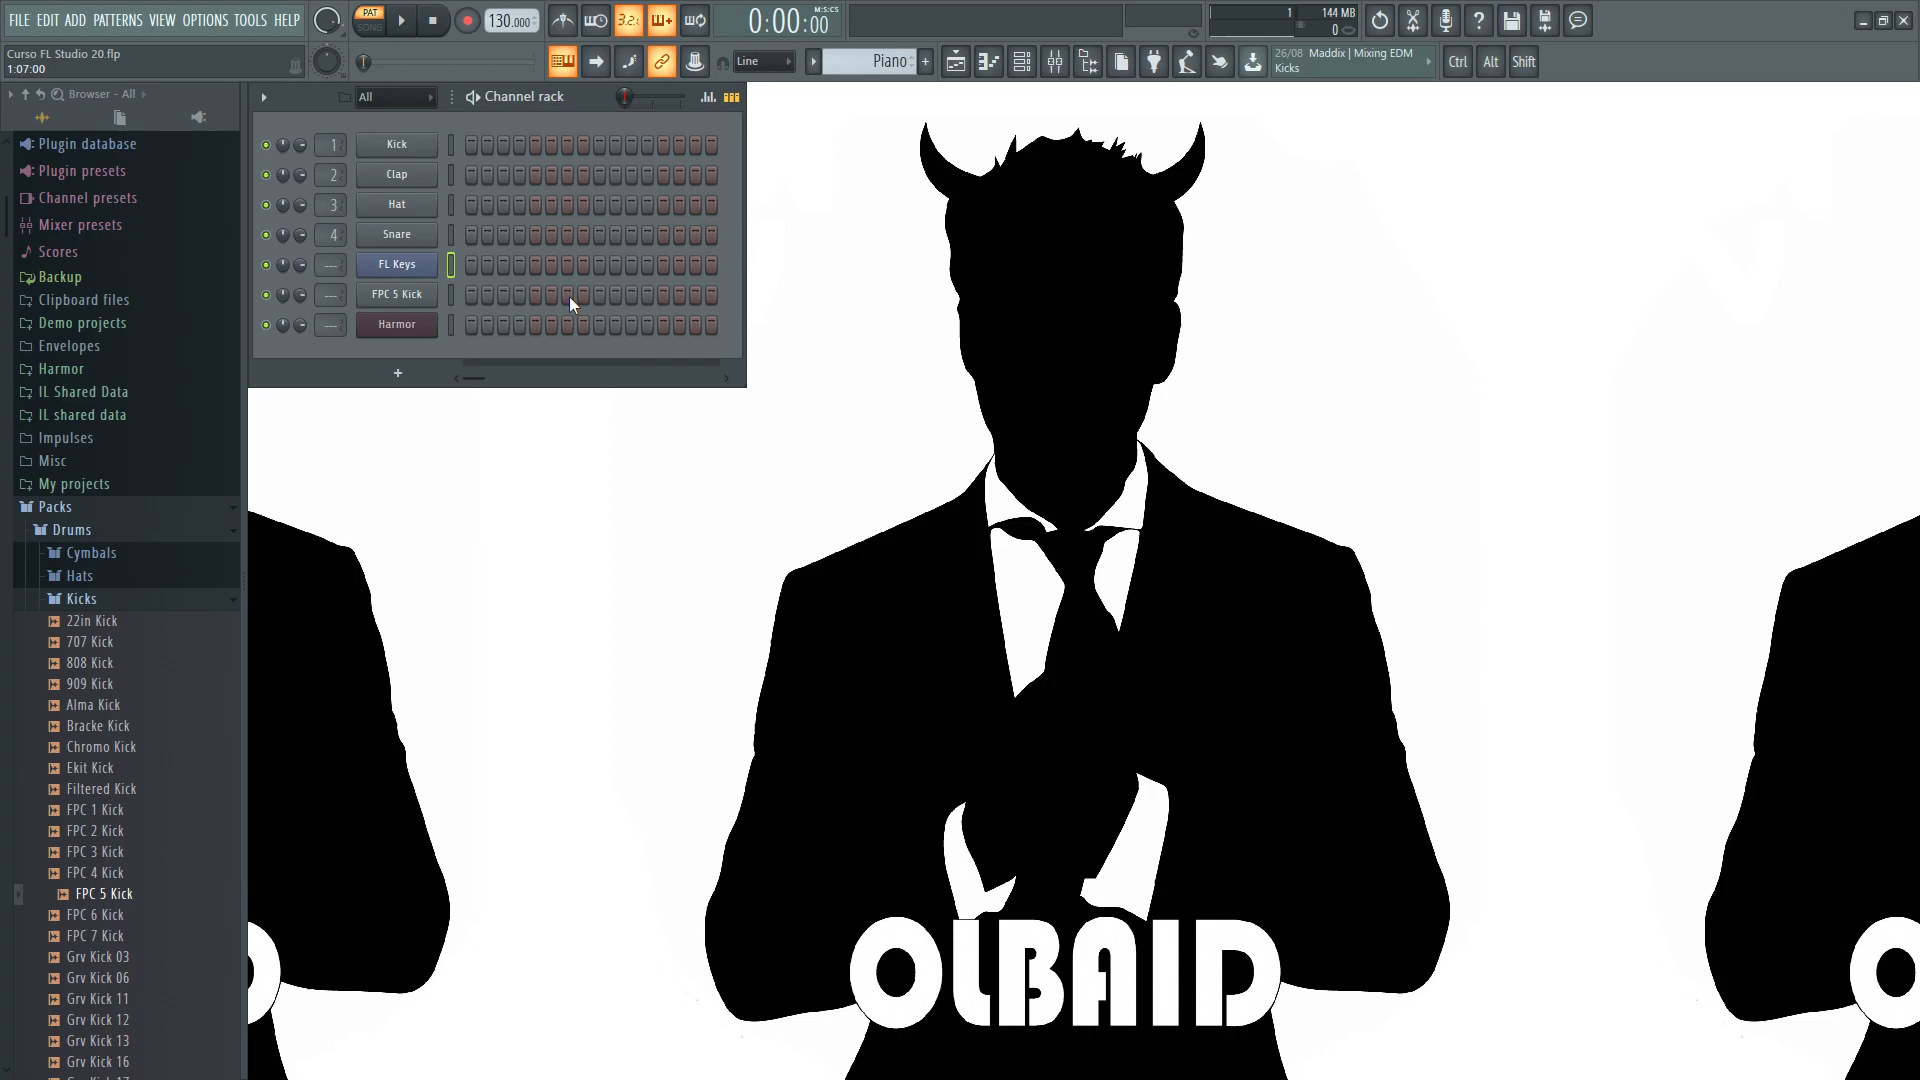 FILE EDIT ADD PATTERNS VIEW OPTIONS TOOLS HELP
PAT
SONG
130.000
3.2.
0:00:00
M:S:CS
1
144 MB
0
Curso FL Studio 20.flp
1:07:00
Line
Piano
26/08 Maddix | Mixing EDM
Kicks
Ctrl
Alt
Shift
Browser - All
All
Channel rack
Plugin database
Plugin presets
Channel presets
Mixer presets
Scores
Backup
Clipboard files
Demo projects
Envelopes
Harmor
IL Shared Data
IL shared data
Impulses
Misc
My projects
Packs
Drums
Cymbals
Hats
Kicks
22in Kick
707 Kick
808 Kick
909 Kick
Alma Kick
Bracke Kick
Chromo Kick
Ekit Kick
Filtered Kick
FPC 1 Kick
FPC 2 Kick
FPC 3 Kick
FPC 4 Kick
FPC 5 Kick
FPC 6 Kick
FPC 7 Kick
Grv Kick 03
Grv Kick 06
Grv Kick 11
Grv Kick 12
Grv Kick 13
Grv Kick 16
1 Kick
2 Clap
3 Hat
4 Snare
--- FL Keys
--- FPC 5 Kick
--- Harmor
OLBAID